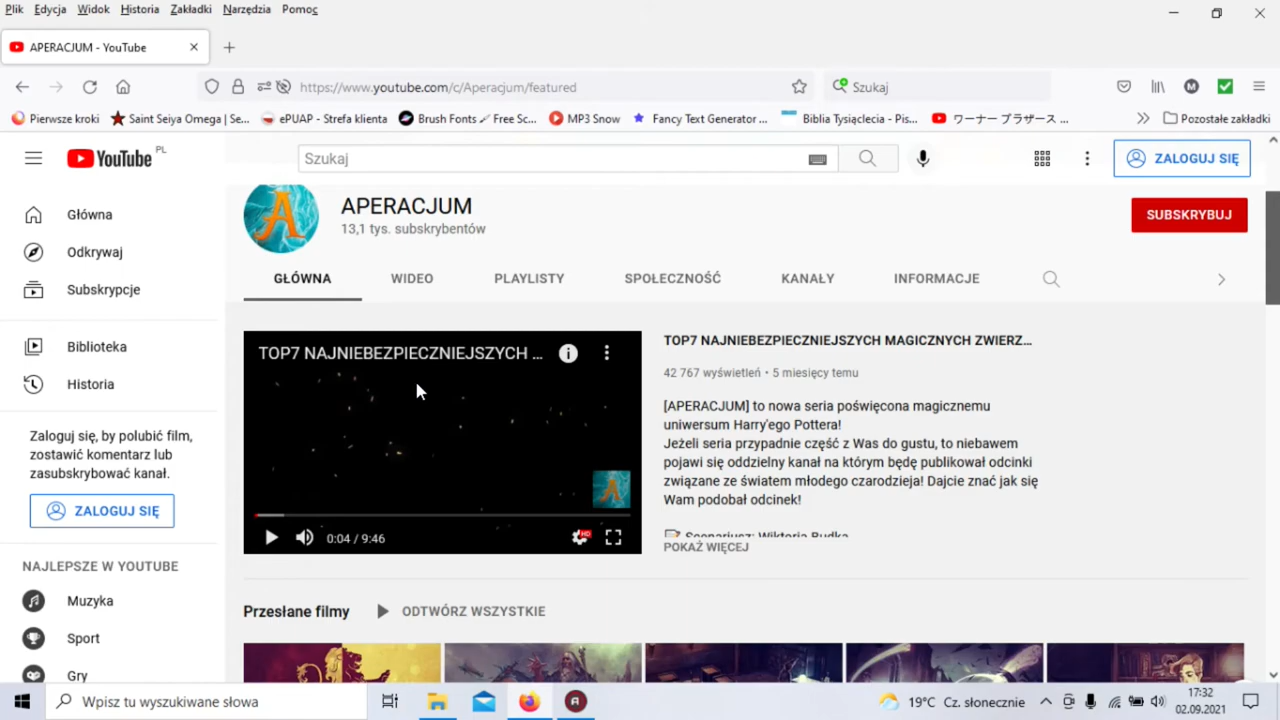 Plik Edycja Widok Historia Zakładki Narzędzia Pomoc
APERACJUM - YouTube
https://www.youtube.com/c/Aperacjum/featured
Szukaj
Pierwsze kroki
Saint Seiya Omega | Se...
ePUAP - Strefa klienta
Brush Fonts 🖌 Free Sc...
MP3 Snow
Fancy Text Generator ...
Biblia Tysiąclecia - Pis...
ワーナー ブラザース ...
Pozostałe zakładki
YouTube PL
Szukaj
ZALOGUJ SIĘ
Główna
Odkrywaj
Subskrypcje
Biblioteka
Historia
Zaloguj się, by polubić film,
zostawić komentarz lub
zasubskrybować kanał.
ZALOGUJ SIĘ
NAJLEPSZE W YOUTUBE
Muzyka
Sport
Gry
A
APERACJUM
13,1 tys. subskrybentów
SUBSKRYBUJ
GŁÓWNA WIDEO PLAYLISTY SPOŁECZNOŚĆ KANAŁY INFORMACJE
TOP7 NAJNIEBEZPIECZNIEJSZYCH ...
A
0:04 / 9:46
HD
TOP7 NAJNIEBEZPIECZNIEJSZYCH MAGICZNYCH ZWIERZ...
42 767 wyświetleń • 5 miesięcy temu
[APERACJUM] to nowa seria poświęcona magicznemu
uniwersum Harry'ego Pottera!
Jeżeli seria przypadnie część z Was do gustu, to niebawem
pojawi się oddzielny kanał na którym będę publikował odcinki
związane ze światem młodego czarodzieja! Dajcie znać jak się
Wam podobał odcinek!
Scenariusz: Wiktoria Rudka
POKAŻ WIĘCEJ
Przesłane filmy
ODTWÓRZ WSZYSTKIE
Wpisz tu wyszukiwane słowa
19°C Cz. słonecznie
17:32
02.09.2021